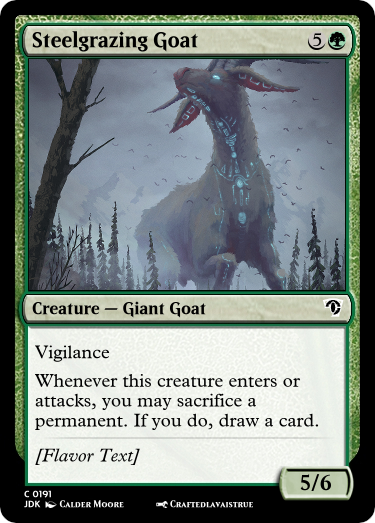 Steelgrazing Goat 5
Creature — Giant Goat
Vigilance
Whenever this creature enters or
attacks, you may sacrifice a
permanent. If you do, draw a card.
[Flavor Text]
5/6
C 0191
JDK Calder Moore Craftedlavaistrue